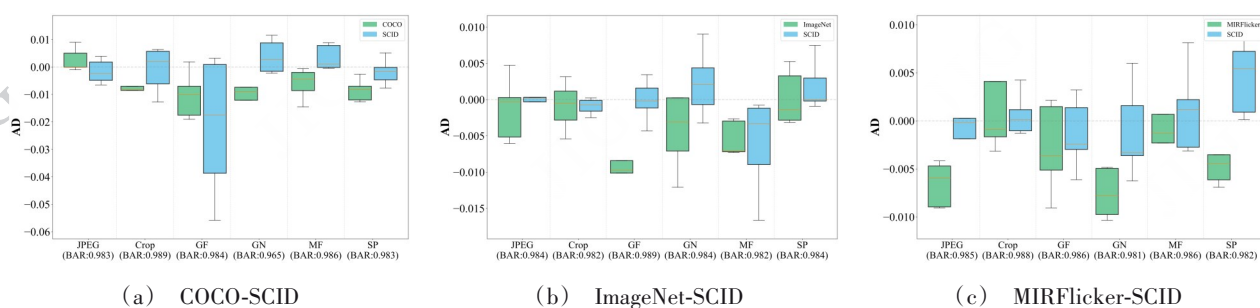 0.01
0.00
−0.01
−0.02
−0.03
−0.04
−0.05
−0.06
AD
COCO
SCID
JPEG Crop GF GN MF SP
(BAR:0.983) (BAR:0.989) (BAR:0.984) (BAR:0.965) (BAR:0.986) (BAR:0.983)
(a) COCO-SCID
0.010
0.005
0.000
−0.005
−0.010
−0.015
AD
ImageNet
SCID
JPEG Crop GF GN MF SP
(BAR:0.984) (BAR:0.982) (BAR:0.989) (BAR:0.984) (BAR:0.982) (BAR:0.984)
(b) ImageNet-SCID
0.010
0.005
0.000
−0.005
−0.010
AD
MIRFlicker
SCID
JPEG Crop GF GN MF SP
(BAR:0.985) (BAR:0.988) (BAR:0.986) (BAR:0.981) (BAR:0.986) (BAR:0.982)
(c) MIRFlicker-SCID